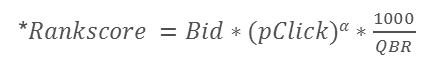 *Rankscore = Bid * (pClick)^α * 1000/QBR